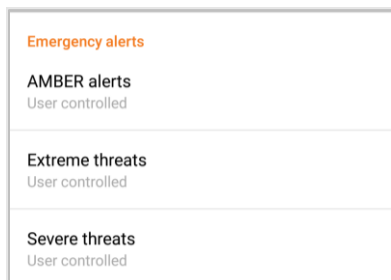 Emergency alerts
AMBER alerts
User controlled
Extreme threats
User controlled
Severe threats
User controlled